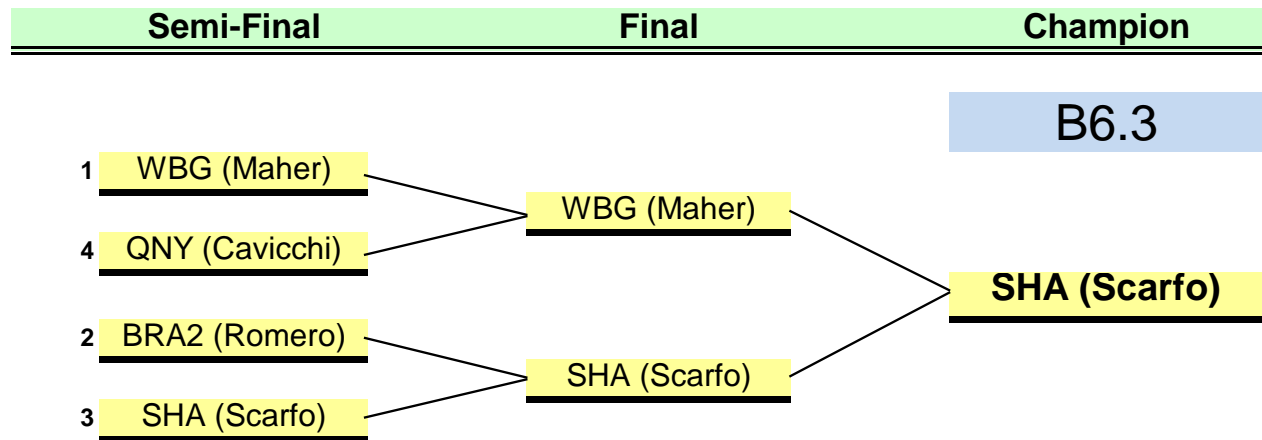 Semi-Final Final Champion
B6.3
1 WBG (Maher)
WBG (Maher)
4 QNY (Cavicchi)
SHA (Scarfo)
2 BRA2 (Romero)
SHA (Scarfo)
3 SHA (Scarfo)